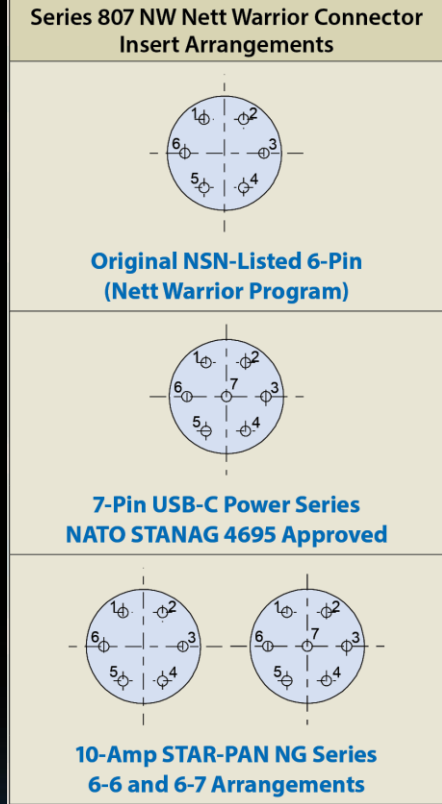 Series 807 NW Nett Warrior Connector
Insert Arrangements
1 2
6 3
5 4
Original NSN-Listed 6-Pin
(Nett Warrior Program)
1 2
6 7 3
5 4
7-Pin USB-C Power Series
NATO STANAG 4695 Approved
1 2 1 2
6 3 6 7 3
5 4 5 4
10-Amp STAR-PAN NG Series
6-6 and 6-7 Arrangements